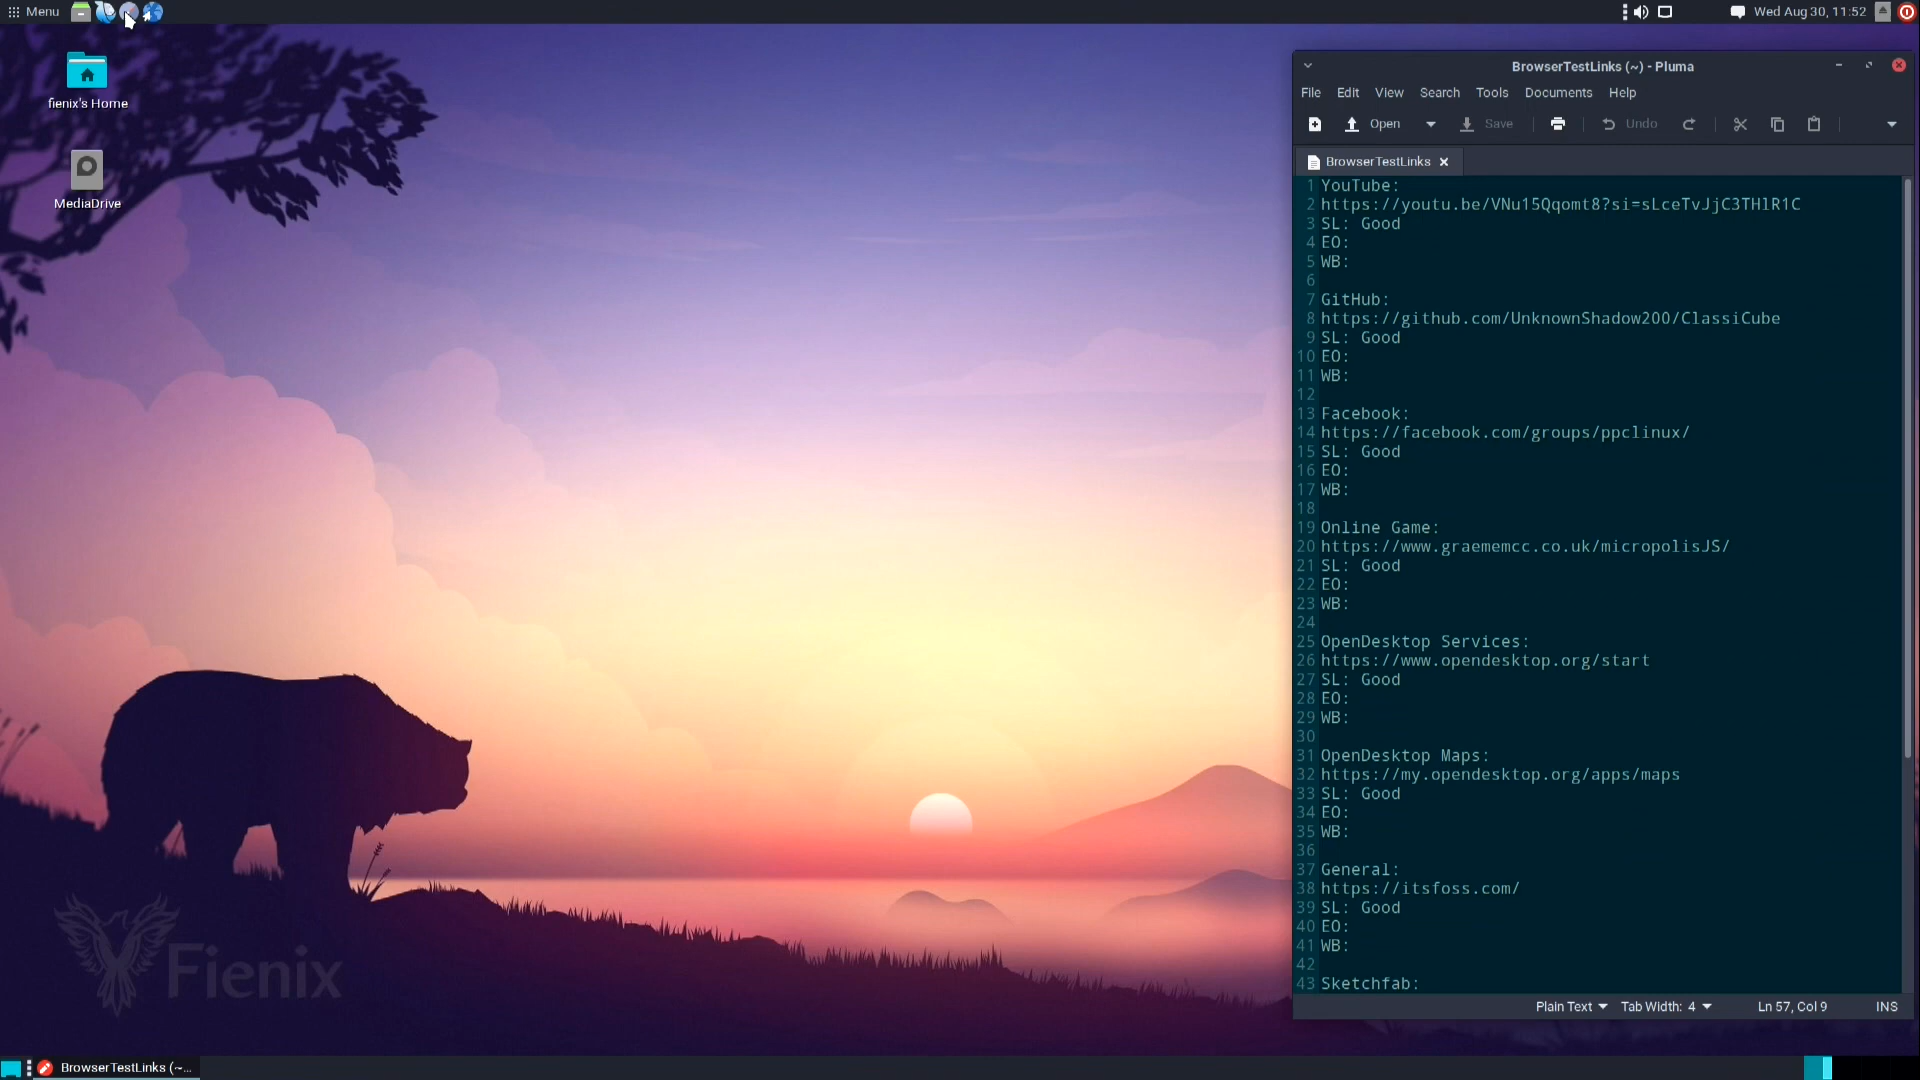 Menu
Wed Aug 30, 11:52
fienix's Home
MediaDrive
Fienix
BrowserTestLinks (~) - Pluma
File Edit View Search Tools Documents Help
Open Save Undo
BrowserTestLinks
1 YouTube:
2 https://youtu.be/VNu15Qqomt8?si=sLceTvJjC3THlR1C
3 SL: Good
4 EO:
5 WB:
6
7 GitHub:
8 https://github.com/UnknownShadow200/ClassiCube
9 SL: Good
10 EO:
11 WB:
12
13 Facebook:
14 https://facebook.com/groups/ppclinux/
15 SL: Good
16 EO:
17 WB:
18
19 Online Game:
20 https://www.graememcc.co.uk/micropolisJS/
21 SL: Good
22 EO:
23 WB:
24
25 OpenDesktop Services:
26 https://www.opendesktop.org/start
27 SL: Good
28 EO:
29 WB:
30
31 OpenDesktop Maps:
32 https://my.opendesktop.org/apps/maps
33 SL: Good
34 EO:
35 WB:
36
37 General:
38 https://itsfoss.com/
39 SL: Good
40 EO:
41 WB:
42
43 Sketchfab:
Plain Text Tab Width: 4 Ln 57, Col 9 INS
BrowserTestLinks (~...